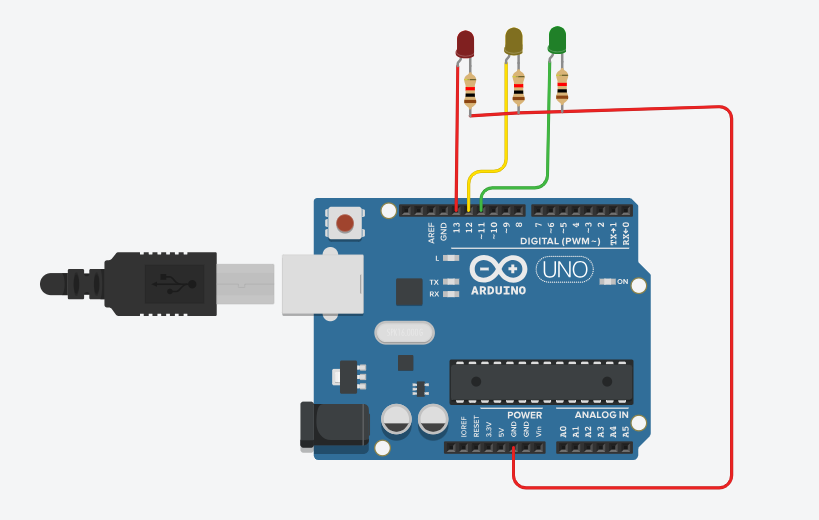 AREF
GND
13
12
~11
~10
~9
8
7
~6
~5
4
~3
2
TX→1
RX←0
DIGITAL (PWM~)
L
TX
RX
UNO
ARDUINO
ON
POWER
ANALOG IN
IOREF
RESET
3.3V
5V
GND
GND
Vin
A0
A1
A2
A3
A4
A5